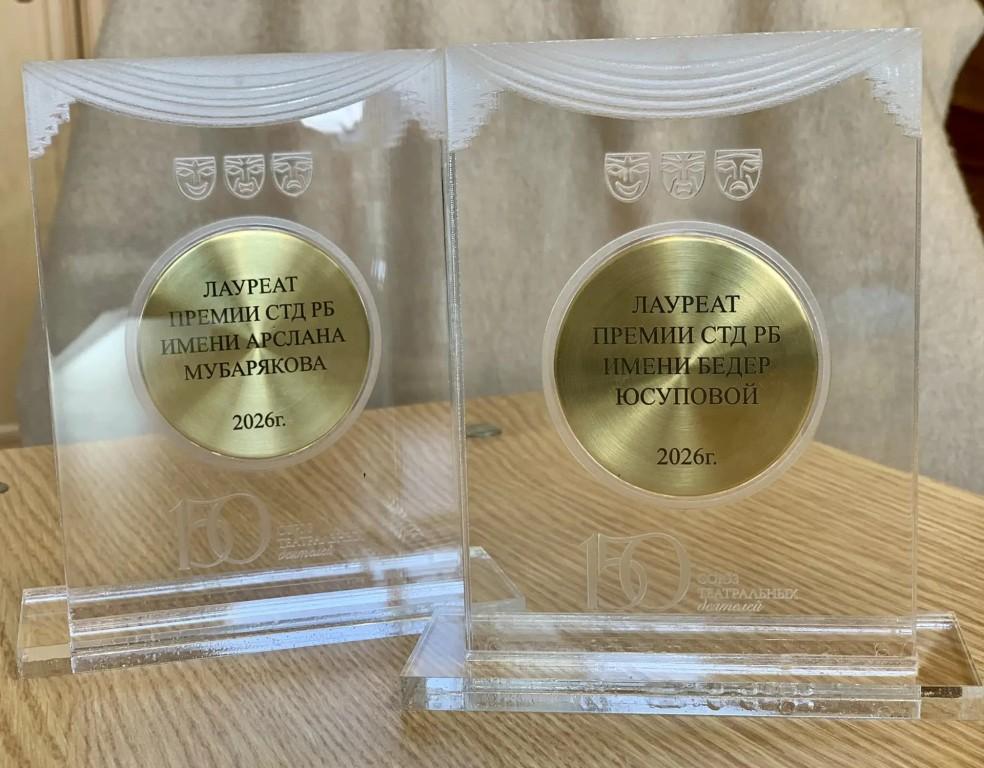 ЛАУРЕАТ
ПРЕМИИ СТД РБ
ИМЕНИ АРСЛАНА
МУБАРЯКОВА
2026г.
150
СОЮЗ
ТЕАТРАЛЬНЫХ
деятелей
ЛАУРЕАТ
ПРЕМИИ СТД РБ
ИМЕНИ БЕДЕР
ЮСУПОВОЙ
2026г.
150
СОЮЗ
ТЕАТРАЛЬНЫХ
деятелей